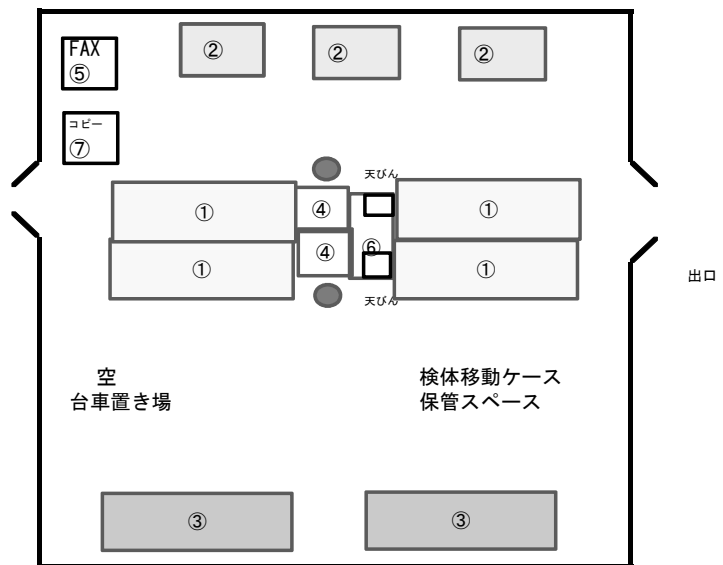 FAX
⑤
②
②
②
コピー
⑦
天びん
①
④
①
①
④
⑥
①
天びん
出口
空
台車置き場
検体移動ケース
保管スペース
③
③